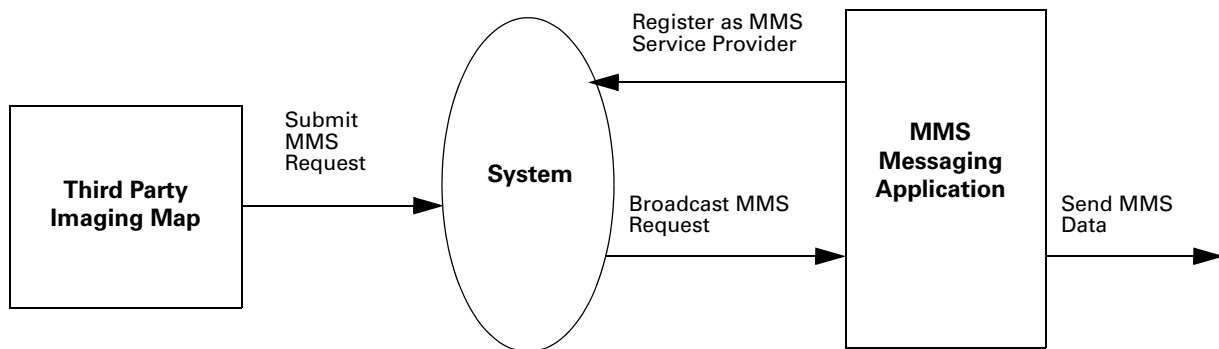 Register as MMS
Service Provider
Submit
MMS
Request
MMS
Messaging
Application
System
Third Party
Imaging Map
Broadcast MMS
Request
Send MMS
Data